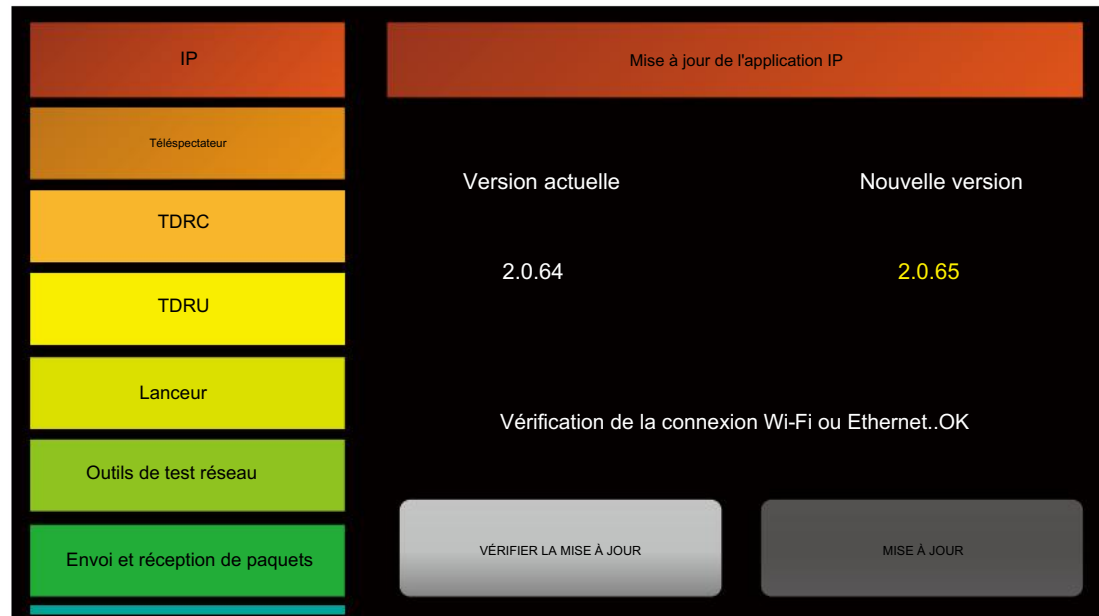 IP
Téléspectateur
TDRC
TDRU
Lanceur
Outils de test réseau
Envoi et réception de paquets
Mise à jour de l'application IP
Version actuelle
Nouvelle version
2.0.64
2.0.65
Vérification de la connexion Wi-Fi ou Ethernet..OK
VÉRIFIER LA MISE À JOUR
MISE À JOUR